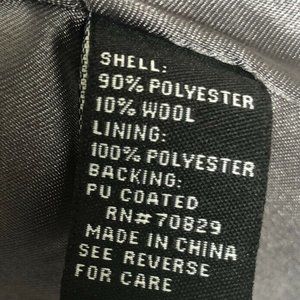 SHELL:
90% POLYESTER
10% WOOL
LINING:
100% POLYESTER
BACKING:
PU COATED
RN# 70829
MADE IN CHINA
SEE REVERSE
FOR CARE